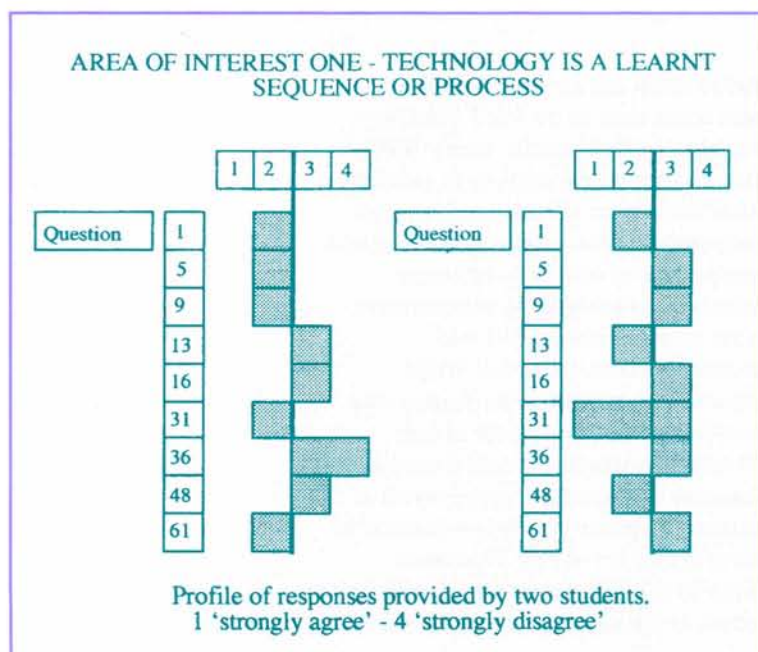 AREA OF INTEREST ONE - TECHNOLOGY IS A LEARNT
SEQUENCE OR PROCESS
1 2 3 4
1 2 3 4
Question 1
5
9
13
16
31
36
48
61
Question 1
5
9
13
16
31
36
48
61
Profile of responses provided by two students.
1 ‘strongly agree’ - 4 ‘strongly disagree’